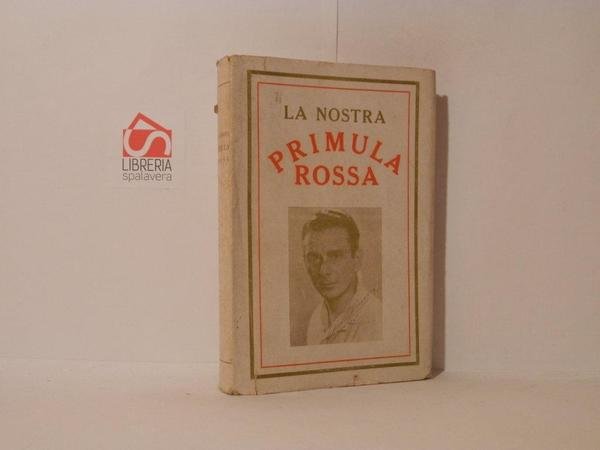 LA NOSTRA
PRIMULA
ROSSA
LIBRERIA
spalavera